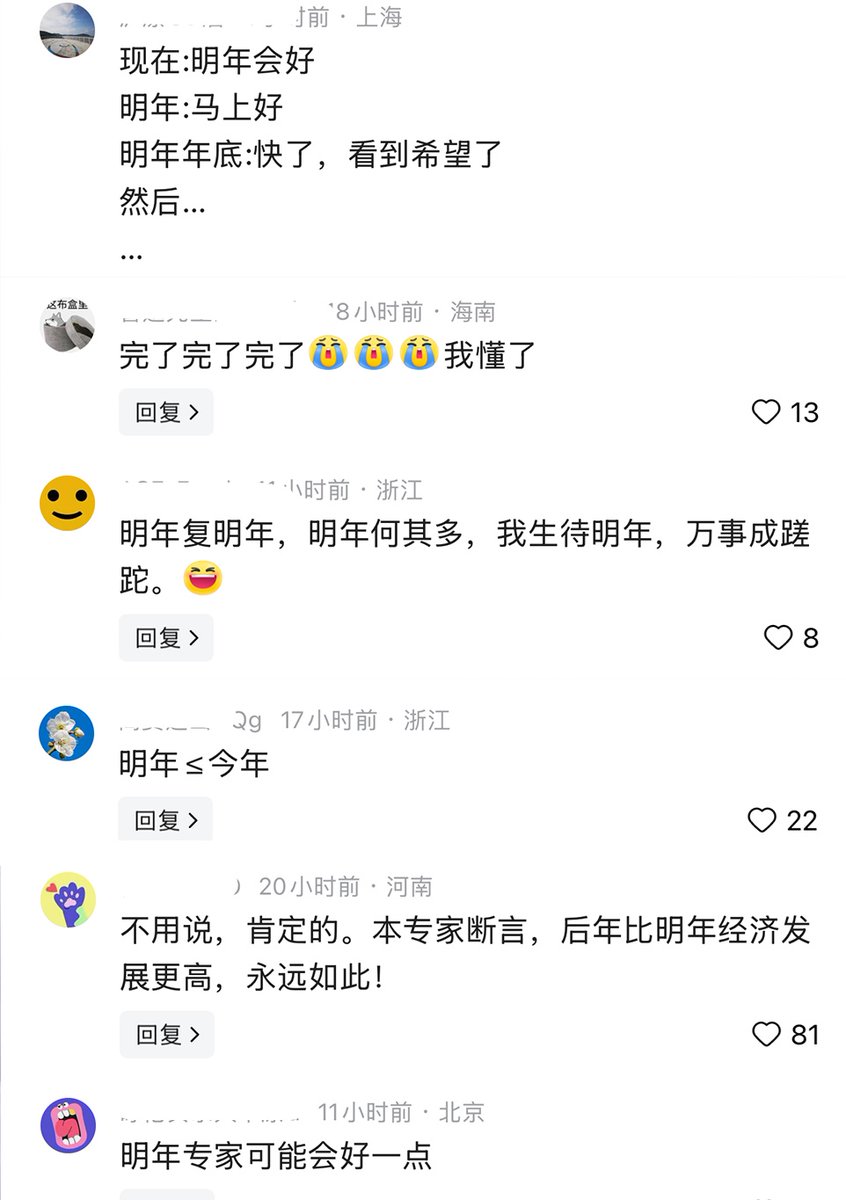 时前 · 上海
现在:明年会好
明年:马上好
明年年底:快了，看到希望了
然后...
...
这布盒里
18小时前 · 海南
完了完了完了😭😭😭我懂了
回复 >
13
小时前 · 浙江
明年复明年，明年何其多，我生待明年，万事成蹉
跎。😆
回复 >
8
Qg 17小时前 · 浙江
明年≤今年
回复 >
22
20小时前 · 河南
不用说，肯定的。本专家断言，后年比明年经济发
展更高，永远如此！
回复 >
81
11小时前 · 北京
明年专家可能会好一点